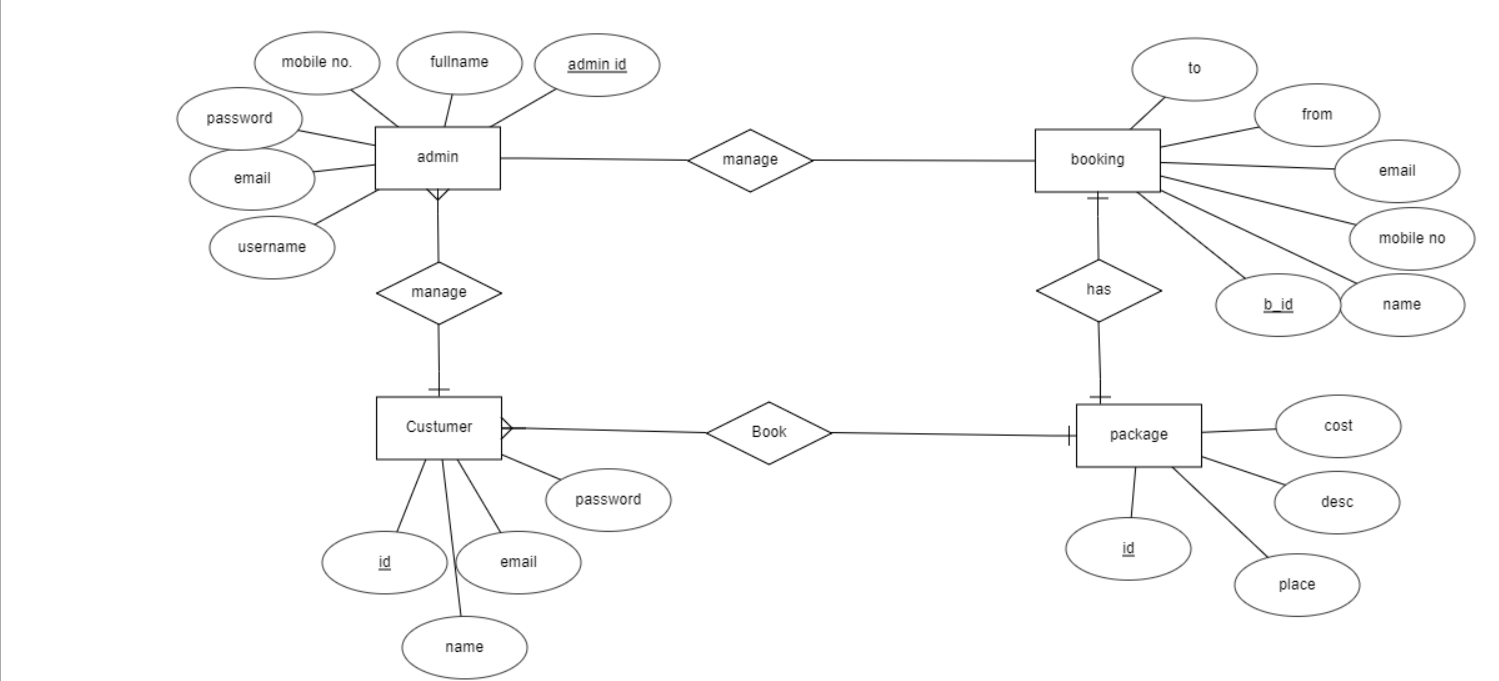 mobile no.
fullname
admin id
to
password
from
admin
manage
booking
email
email
username
mobile no
manage
has
b_id
name
Custumer
Book
package
cost
password
desc
id
email
id
place
name